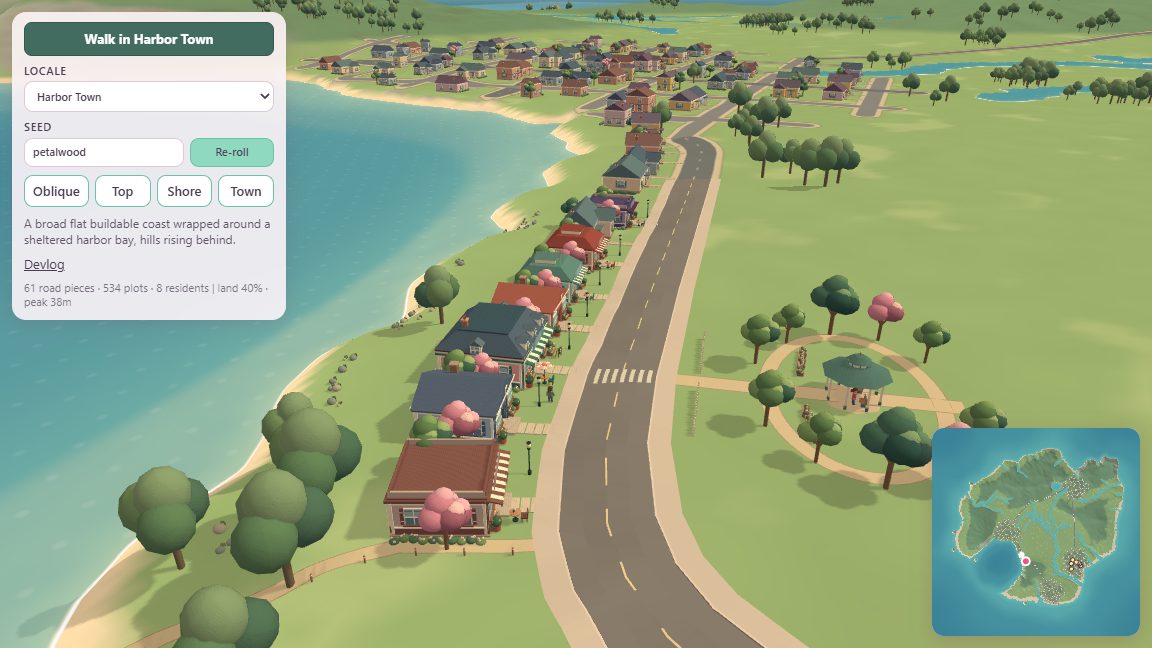 Walk in Harbor Town
LOCALE
Harbor Town
SEED
petalwood
Re-roll
Oblique
Top
Shore
Town
A broad flat buildable coast wrapped around a
sheltered harbor bay, hills rising behind.
Devlog
61 road pieces · 534 plots · 8 residents | land 40% ·
peak 38m